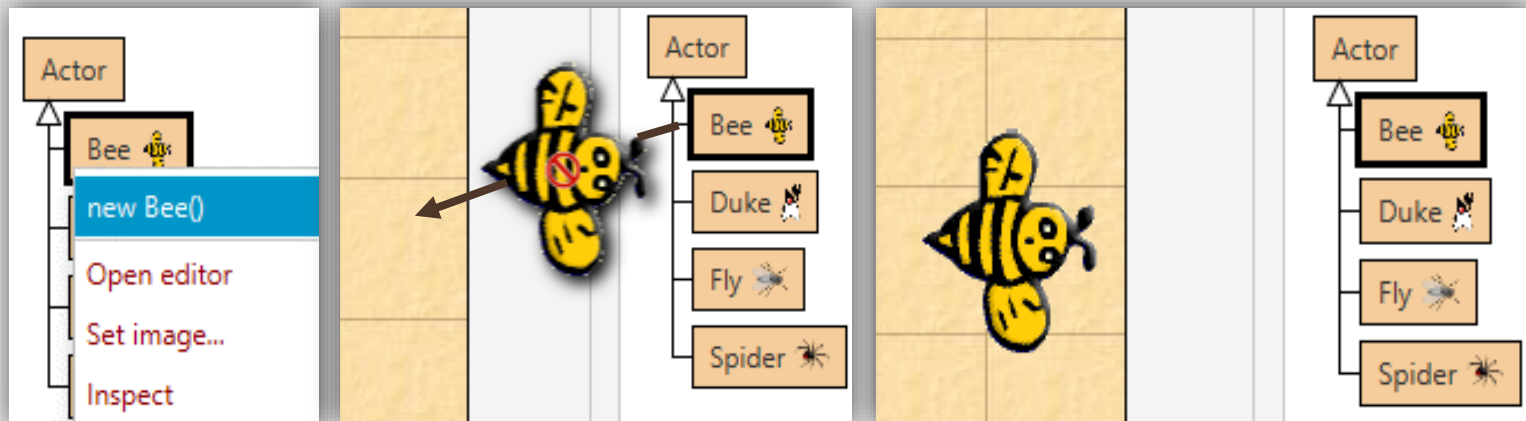 Actor
Bee
new Bee()
Open editor
Set image...
Inspect
Actor
Bee
Duke
Fly
Spider
Actor
Bee
Duke
Fly
Spider